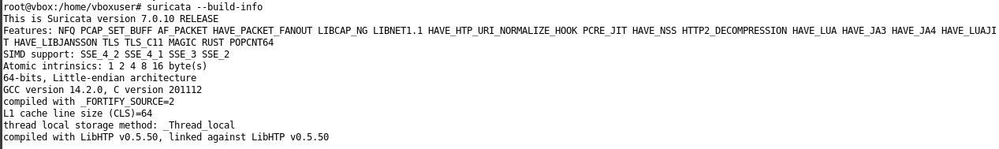 root@vbox:/home/vboxuser# suricata --build-info
This is Suricata version 7.0.10 RELEASE
Features: NFQ PCAP_SET_BUFF AF_PACKET HAVE_PACKET_FANOUT LIBCAP_NG LIBNET1.1 HAVE_HTP_URI_NORMALIZE_HOOK PCRE_JIT HAVE_NSS HTTP2_DECOMPRESSION HAVE_LUA HAVE_JA3 HAVE_JA4 HAVE_LUAJI
T HAVE_LIBJANSSON TLS TLS_C11 MAGIC RUST POPCNT64
SIMD support: SSE_4_2 SSE_4_1 SSE_3 SSE_2
Atomic intrinsics: 1 2 4 8 16 byte(s)
64-bits, Little-endian architecture
GCC version 14.2.0, C version 201112
compiled with _FORTIFY_SOURCE=2
L1 cache line size (CLS)=64
thread local storage method: _Thread_local
compiled with LibHTP v0.5.50, linked against LibHTP v0.5.50